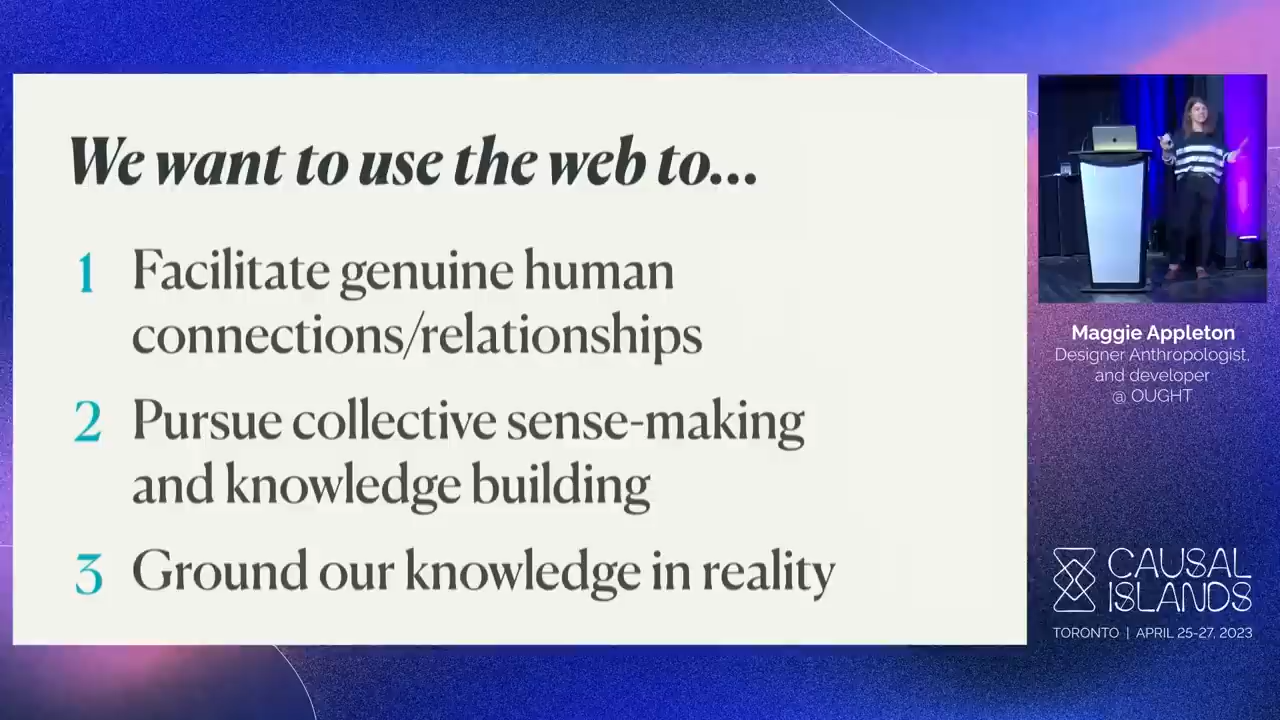 We want to use the web to...
1 Facilitate genuine human
connections/relationships
2 Pursue collective sense-making
and knowledge building
3 Ground our knowledge in reality
Maggie Appleton
Designer Anthropologist,
and developer
@ OUGHT
CAUSAL
ISLANDS
TORONTO | APRIL 25-27, 2023